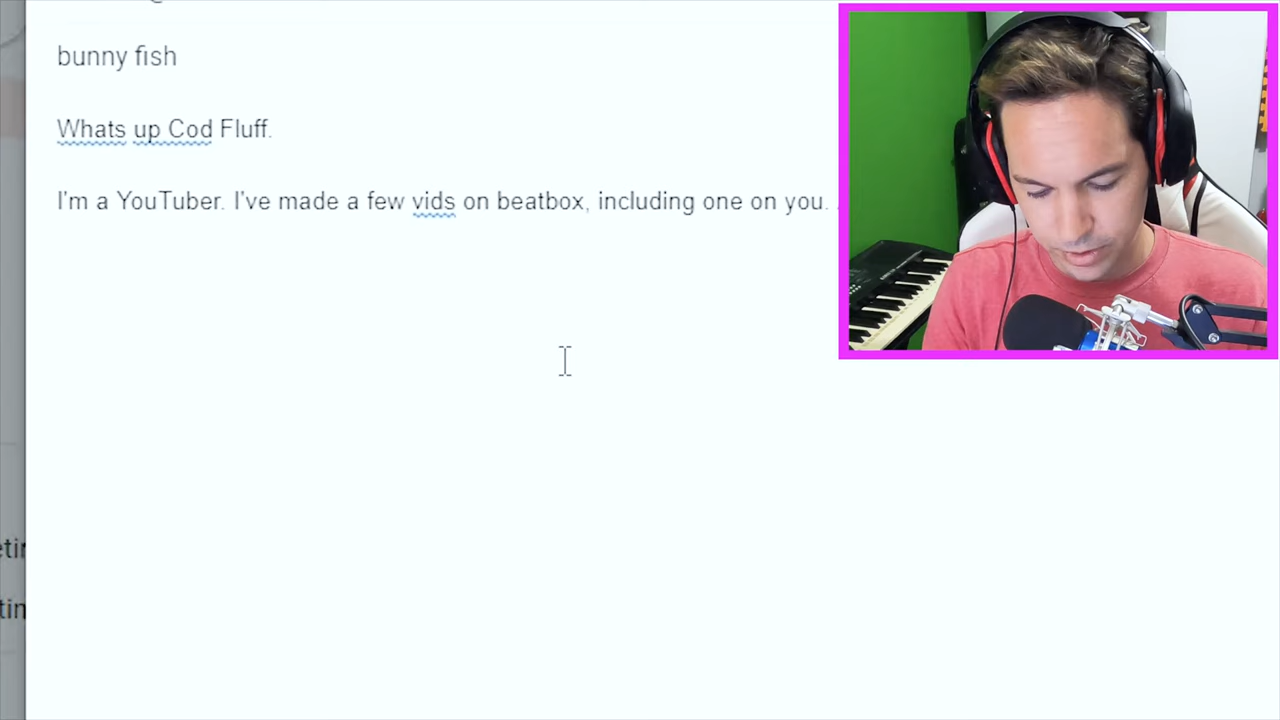 bunny fish
Whats up Cod Fluff.
I'm a YouTuber. I've made a few vids on beatbox, including one on you.